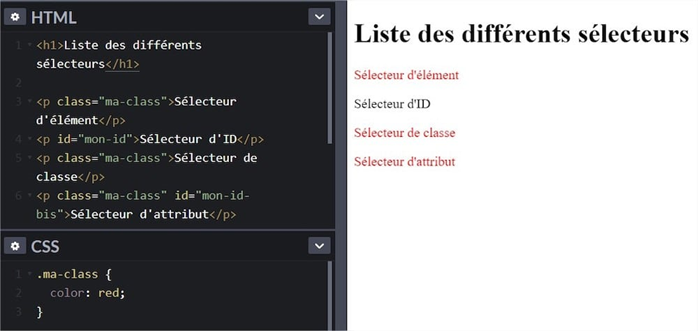 HTML
1 <h1>Liste des différents
sélecteurs</h1>
2
3 <p class="ma-class">Sélecteur
d'élément</p>
4 <p id="mon-id">Sélecteur d'ID</p>
5 <p class="ma-class">Sélecteur de
classe</p>
6 <p class="ma-class" id="mon-id-
bis">Sélecteur d'attribut</p>
CSS
1 .ma-class {
2 color: red;
3 }
Liste des différents sélecteurs
Sélecteur d'élément
Sélecteur d'ID
Sélecteur de classe
Sélecteur d'attribut